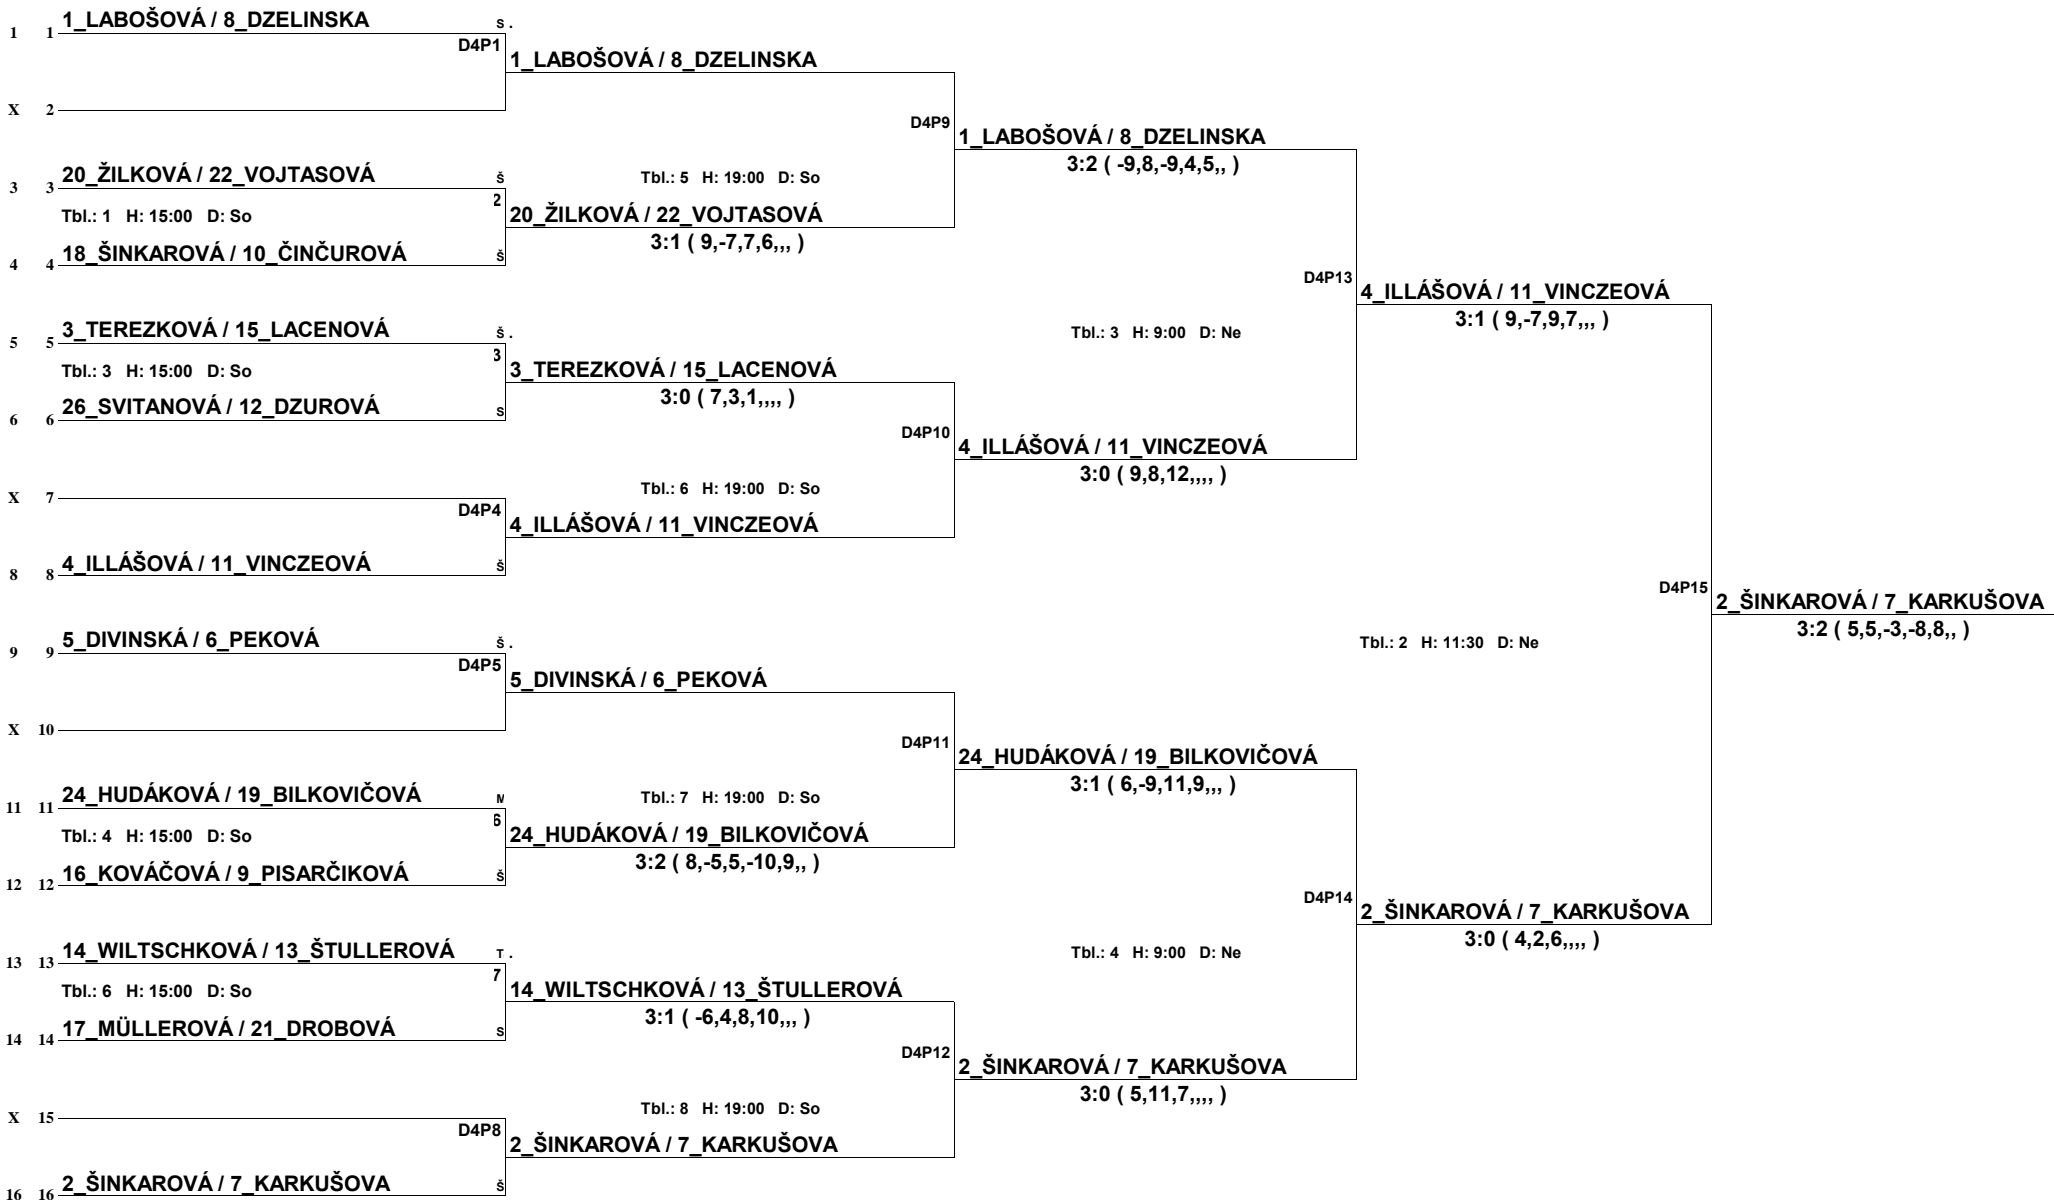 1 1 1_LABOŠOVÁ / 8_DZELINSKA S .
D4P1
1_LABOŠOVÁ / 8_DZELINSKA
X 2
D4P9
1_LABOŠOVÁ / 8_DZELINSKA
3:2 ( -9,8,-9,4,5,, )
3 3 20_ŽILKOVÁ / 22_VOJTASOVÁ Š
Tbl.: 5 H: 19:00 D: So
2
Tbl.: 1 H: 15:00 D: So
20_ŽILKOVÁ / 22_VOJTASOVÁ
3:1 ( 9,-7,7,6,,, )
4 4 18_ŠINKAROVÁ / 10_ČINČUROVÁ Š
D4P13
4_ILLÁŠOVÁ / 11_VINCZEOVÁ
3:1 ( 9,-7,9,7,,, )
5 5 3_TEREZKOVÁ / 15_LACENOVÁ Š .
Tbl.: 3 H: 9:00 D: Ne
3
Tbl.: 3 H: 15:00 D: So
3_TEREZKOVÁ / 15_LACENOVÁ
3:0 ( 7,3,1,,,, )
6 6 26_SVITANOVÁ / 12_DZUROVÁ S
D4P10
4_ILLÁŠOVÁ / 11_VINCZEOVÁ
3:0 ( 9,8,12,,,, )
X 7
Tbl.: 6 H: 19:00 D: So
D4P4
4_ILLÁŠOVÁ / 11_VINCZEOVÁ
8 8 4_ILLÁŠOVÁ / 11_VINCZEOVÁ Š
D4P15
2_ŠINKAROVÁ / 7_KARKUŠOVA
3:2 ( 5,5,-3,-8,8,, )
9 9 5_DIVINSKÁ / 6_PEKOVÁ Š .
Tbl.: 2 H: 11:30 D: Ne
D4P5
5_DIVINSKÁ / 6_PEKOVÁ
X 10
D4P11
24_HUDÁKOVÁ / 19_BILKOVIČOVÁ
3:1 ( 6,-9,11,9,,, )
11 11 24_HUDÁKOVÁ / 19_BILKOVIČOVÁ M
Tbl.: 7 H: 19:00 D: So
6
Tbl.: 4 H: 15:00 D: So
24_HUDÁKOVÁ / 19_BILKOVIČOVÁ
3:2 ( 8,-5,5,-10,9,, )
12 12 16_KOVÁČOVÁ / 9_PISARČIKOVÁ Š
D4P14
2_ŠINKAROVÁ / 7_KARKUŠOVA
3:0 ( 4,2,6,,,, )
13 13 14_WILTSCHKOVÁ / 13_ŠTULLEROVÁ T .
Tbl.: 4 H: 9:00 D: Ne
7
Tbl.: 6 H: 15:00 D: So
14_WILTSCHKOVÁ / 13_ŠTULLEROVÁ
3:1 ( -6,4,8,10,,, )
14 14 17_MÜLLEROVÁ / 21_DROBOVÁ S
D4P12
2_ŠINKAROVÁ / 7_KARKUŠOVA
3:0 ( 5,11,7,,,, )
X 15
Tbl.: 8 H: 19:00 D: So
D4P8
2_ŠINKAROVÁ / 7_KARKUŠOVA
16 16 2_ŠINKAROVÁ / 7_KARKUŠOVA Š